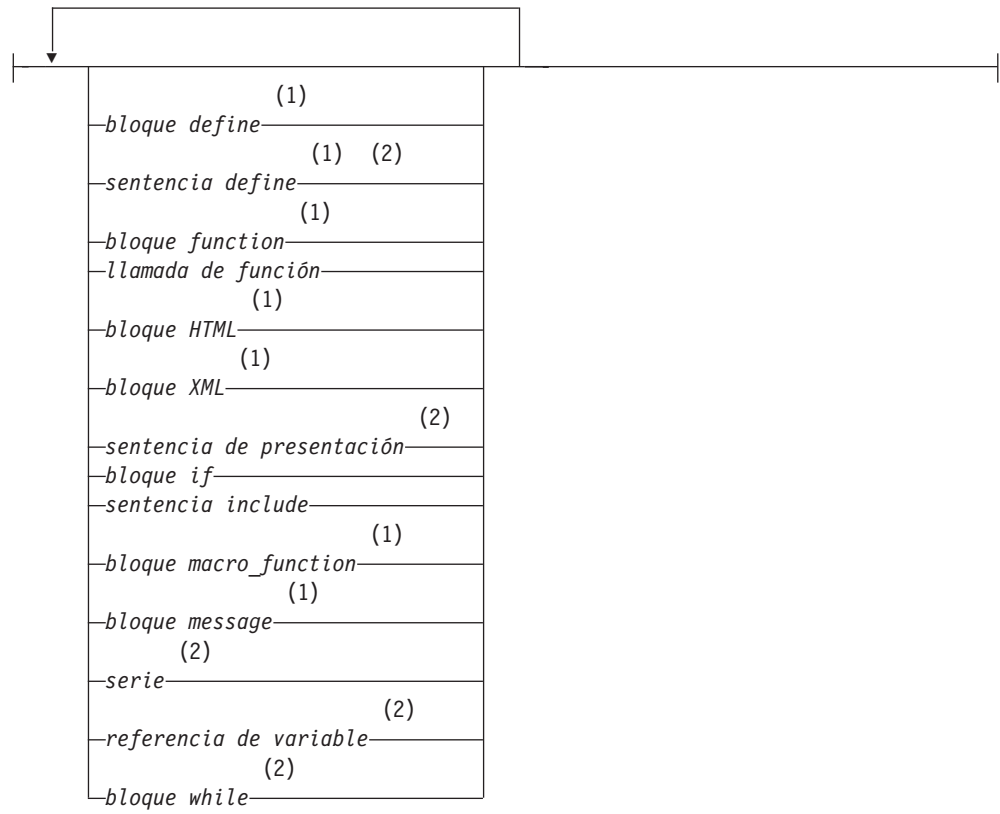 (1)
bloque define
(1) (2)
sentencia define
(1)
bloque function
llamada de función
(1)
bloque HTML
(1)
bloque XML
(2)
sentencia de presentación
bloque if
sentencia include
(1)
bloque macro_function
(1)
bloque message
(2)
serie
(2)
referencia de variable
(2)
bloque while